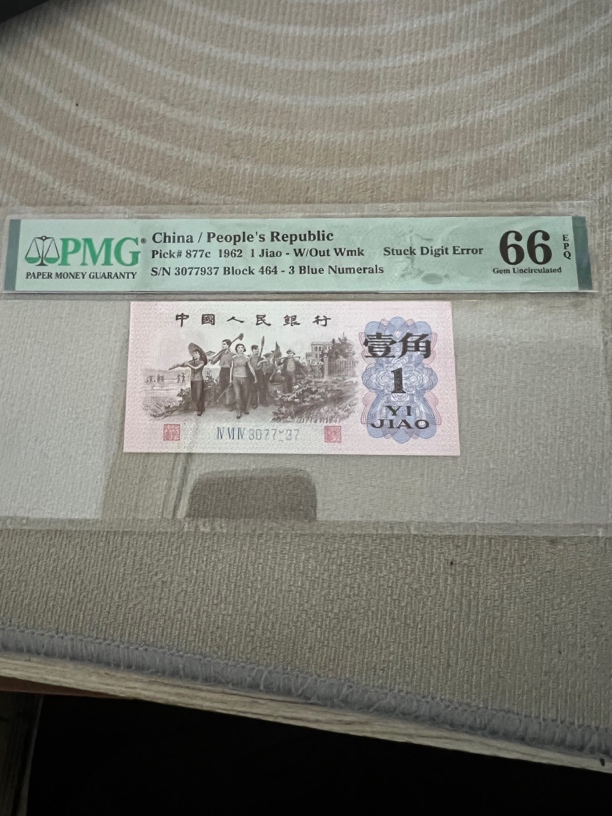 PMG
PAPER MONEY GUARANTY
China / People's Republic
Pick# 877c 1962 1 Jiao - W/Out Wmk Stuck Digit Error
S/N 3077937 Block 464 - 3 Blue Numerals
66 EPQ
Gem Uncirculated
中國人民銀行
壹角
1
YI
JIAO